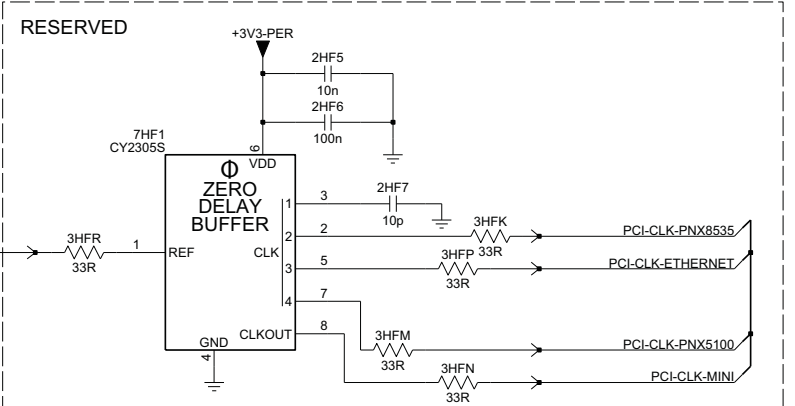 RESERVED
+3V3-PER
2HF5
10n
2HF6
100n
7HF1
CY2305S
6
VDD
Φ
ZERO
DELAY
BUFFER
1
3
2HF7
10p
2
2
3HFK
33R
PCI-CLK-PNX8535
3HFR
33R
1
REF
CLK
3
5
3HFP
33R
PCI-CLK-ETHERNET
4
7
3HFM
33R
PCI-CLK-PNX5100
CLKOUT
8
3HFN
33R
PCI-CLK-MINI
GND
4